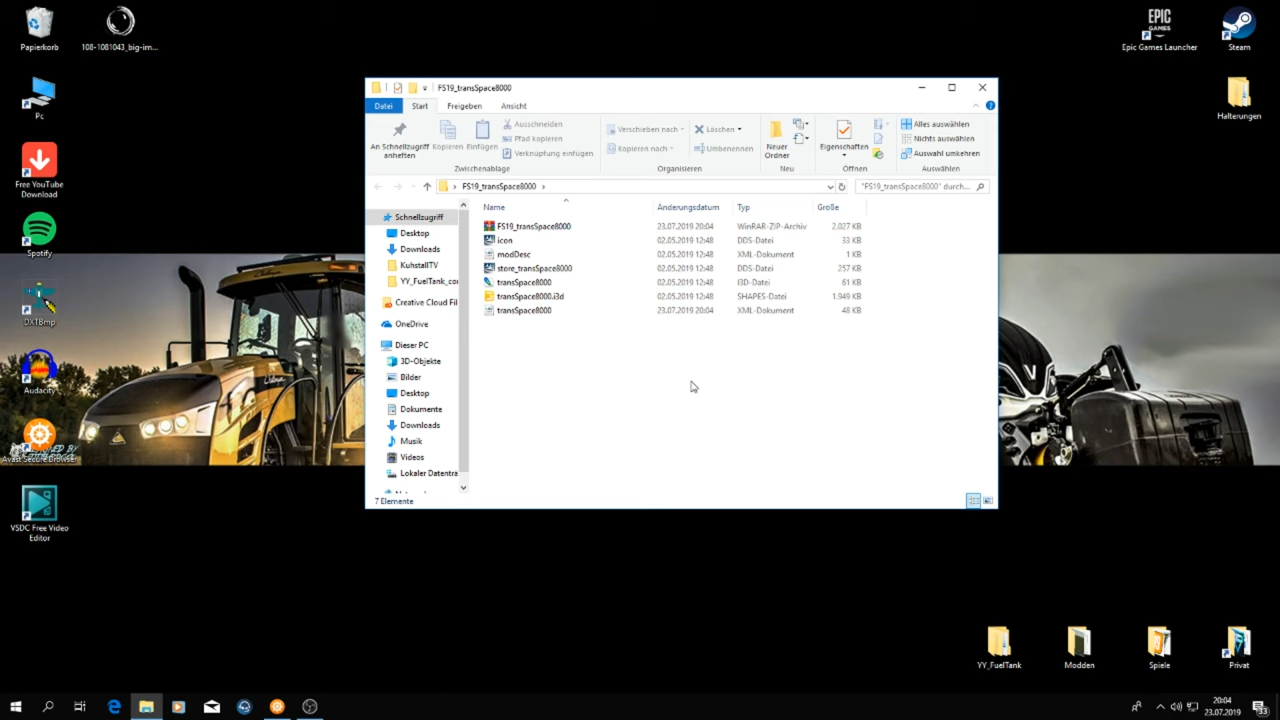 Papierkorb
108-1081043_big-im...
EPIC
GAMES
Epic Games Launcher
Steam
Pc
Halterungen
Free YouTube
Download
Spotify
DXTBmp
Audacity
Avast Secure Browser
VSDC Free Video
Editor
FS19_transSpace8000
Datei
Start
Freigeben
Ansicht
An Schnellzugriff
anheften
Kopieren
Einfügen
Ausschneiden
Pfad kopieren
Verknüpfung einfügen
Zwischenablage
Verschieben nach
Kopieren nach
Löschen
Umbenennen
Organisieren
Neuer
Ordner
Neu
Eigenschaften
Öffnen
Alles auswählen
Nichts auswählen
Auswahl umkehren
Auswählen
FS19_transSpace8000
"FS19_transSpace8000" durch...
Schnellzugriff
Desktop
Downloads
KuhstallTV
YY_FuelTank_co
Creative Cloud Fil
OneDrive
Dieser PC
3D-Objekte
Bilder
Desktop
Dokumente
Downloads
Musik
Videos
Lokaler Datentra
Name Änderungsdatum Typ Größe
FS19_transSpace8000 23.07.2019 20:04 WinRAR-ZIP-Archiv 2.027 KB
icon 02.05.2019 12:48 DDS-Datei 33 KB
modDesc 02.05.2019 12:48 XML-Dokument 1 KB
store_transSpace8000 02.05.2019 12:48 DDS-Datei 257 KB
transSpace8000 02.05.2019 12:48 I3D-Datei 61 KB
transSpace8000.i3d 02.05.2019 12:48 SHAPES-Datei 1.949 KB
transSpace8000 23.07.2019 20:04 XML-Dokument 48 KB
7 Elemente
YY_FuelTank
Modden
Spiele
Privat
20:04
23.07.2019
33